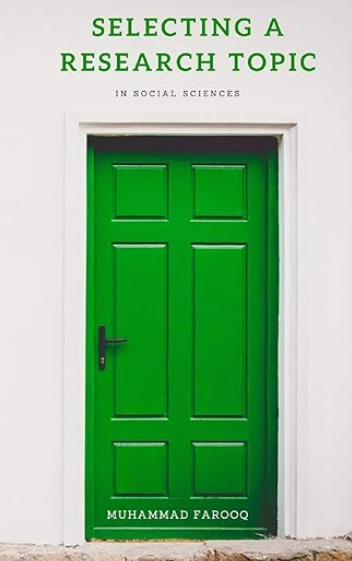 SELECTING A
RESEARCH TOPIC
IN SOCIAL SCIENCES
MUHAMMAD FAROOQ